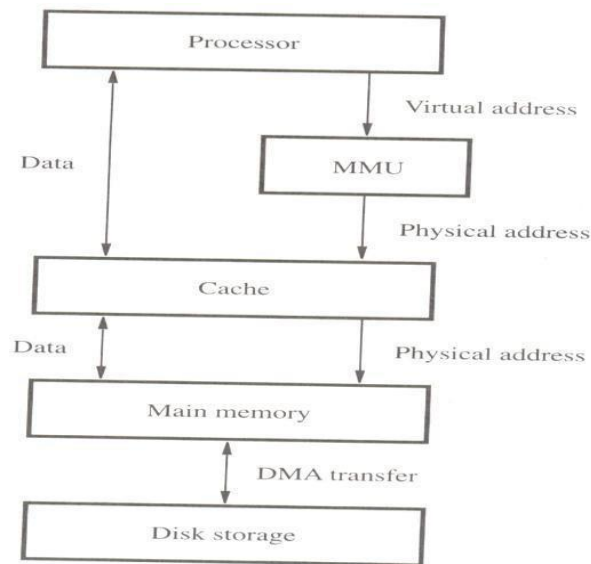 Processor
Virtual address
Data
MMU
Physical address
Cache
Data
Physical address
Main memory
DMA transfer
Disk storage